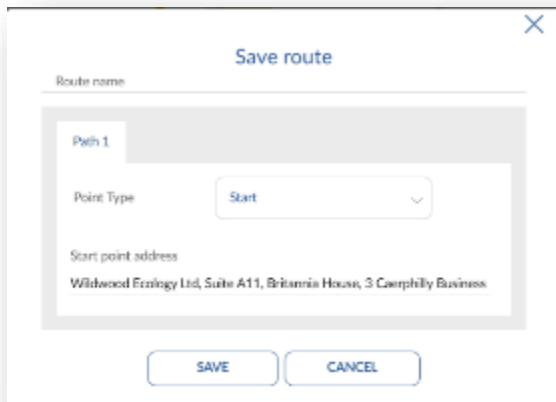 Save route
Route name
Path 1
Point Type
Start
Start point address
Wildwood Ecology Ltd, Suite A11, Britannia House, 3 Caerphilly Business
SAVE
CANCEL